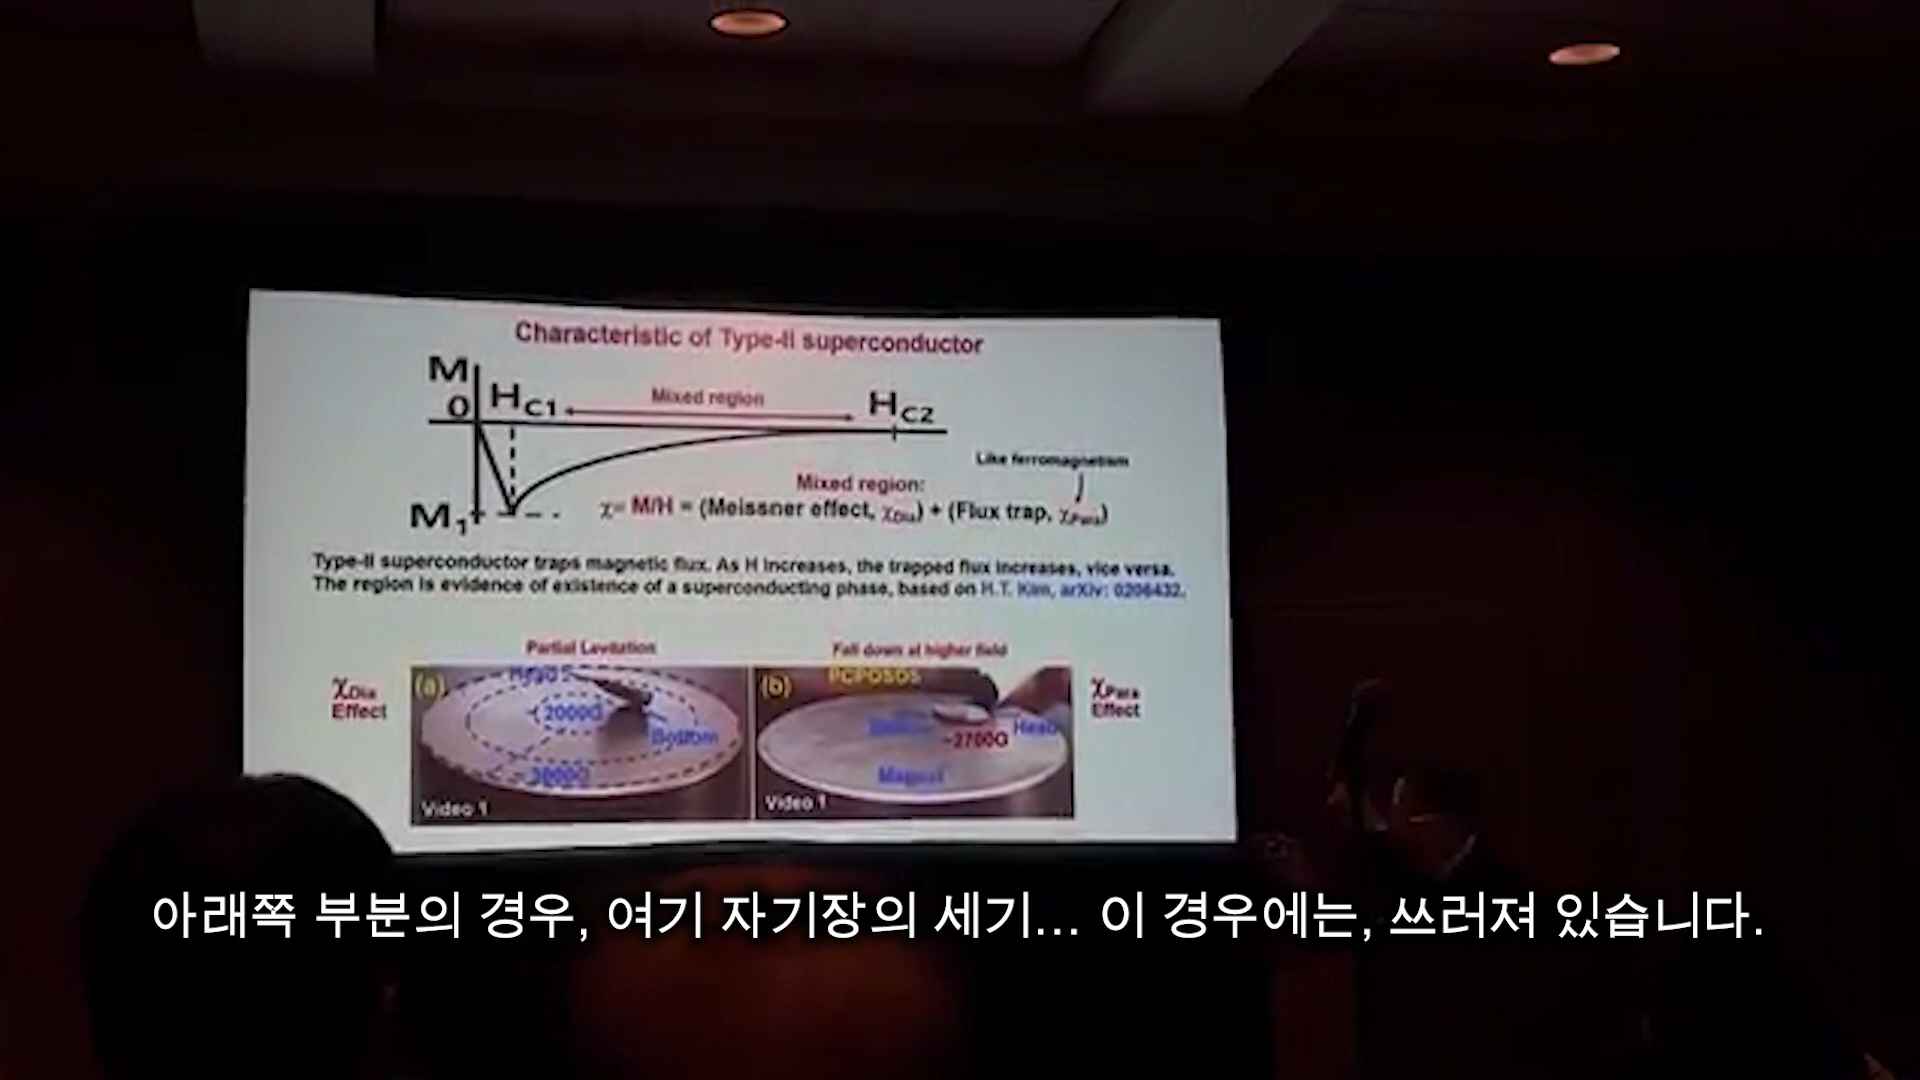 Characteristic of Type-II superconductor
M
0
HC1
Mixed region
HC2
Like ferromagnetism
Mixed region:
M1
χ= M/H = (Meissner effect, χDia) + (Flux trap, χPara)
Type-II superconductor traps magnetic flux. As H increases, the trapped flux increases, vice versa.
The region is evidence of existence of a superconducting phase, based on H.T. Kim, arXiv: 0206432.
Partial Levitation
Fall down at higher field
χDia
Effect
(a)
~2000G
Bottom
~ 3000G
Video 1
(b)
PCPOSOS
Head
~2700G
Magnet
Video 1
χPara
Effect
아래쪽 부분의 경우, 여기 자기장의 세기... 이 경우에는, 쓰러져 있습니다.